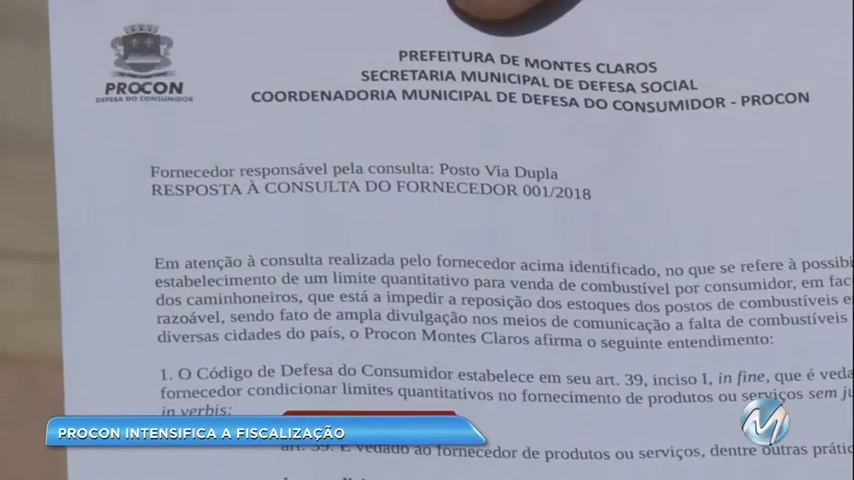 PREFEITURA DE MONTES CLAROS
SECRETARIA MUNICIPAL DE DEFESA SOCIAL
COORDENADORIA MUNICIPAL DE DEFESA DO CONSUMIDOR - PROCON
PROCON
DEFESA DO CONSUMIDOR
Fornecedor responsável pela consulta: Posto Via Dupla
RESPOSTA À CONSULTA DO FORNECEDOR 001/2018
Em atenção à consulta realizada pelo fornecedor acima identificado, no que se refere à possibi
estabelecimento de um limite quantitativo para venda de combustível por consumidor, em fac
dos caminhoneiros, que está a impedir a reposição dos estoques dos postos de combustíveis e
razoável, sendo fato de ampla divulgação nos meios de comunicação a falta de combustíveis
diversas cidades do país, o Procon Montes Claros afirma o seguinte entendimento:
1. O Código de Defesa do Consumidor estabelece em seu art. 39, inciso I, in fine, que é veda
fornecedor condicionar limites quantitativos no fornecimento de produtos ou serviços sem ju
in verbis:
art. 39. É vedado ao fornecedor de produtos ou serviços, dentre outras prátic
PROCON INTENSIFICA A FISCALIZAÇÃO
M